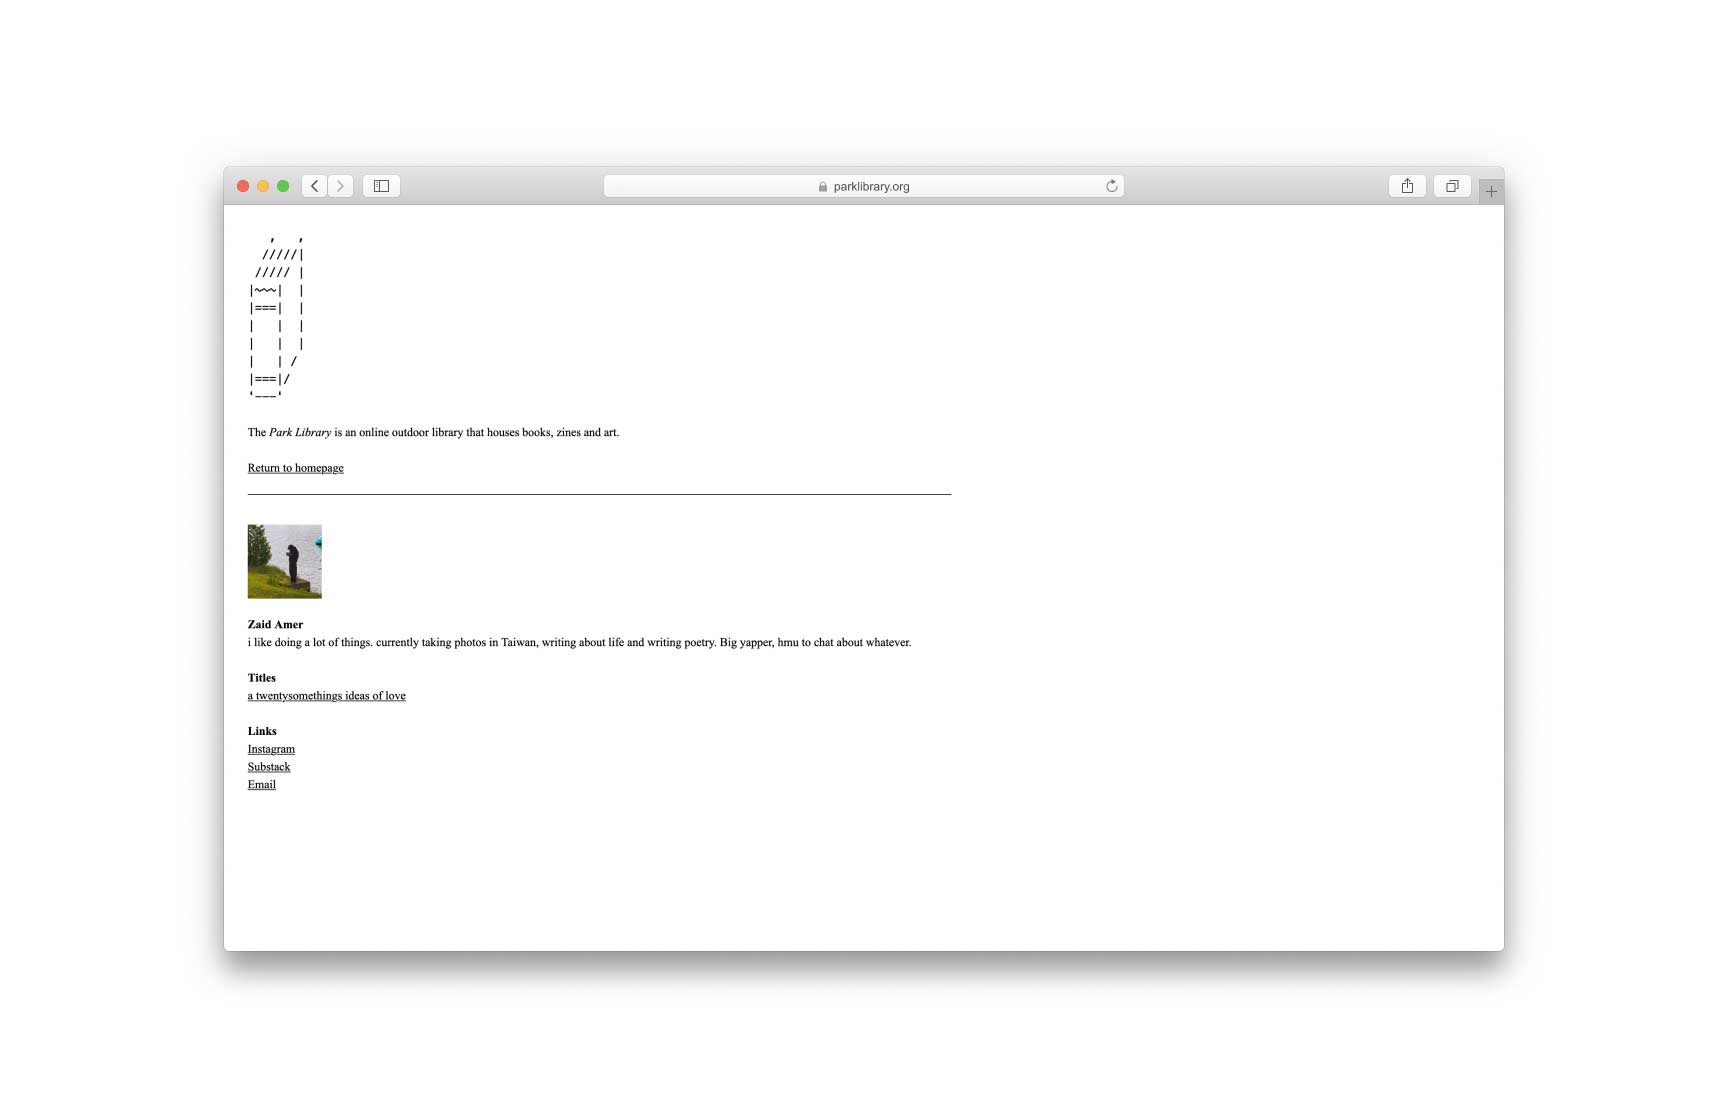 parklibrary.org
    ,   ,
  /////|
 ///// |
|~~~|  |
|===|  |
|   |  |
|   |  |
|   | /
|===|/
'---'
The Park Library is an online outdoor library that houses books, zines and art.
Return to homepage
Zaid Amer
i like doing a lot of things. currently taking photos in Taiwan, writing about life and writing poetry. Big yapper, hmu to chat about whatever.
Titles
a twentysomethings ideas of love
Links
Instagram
Substack
Email